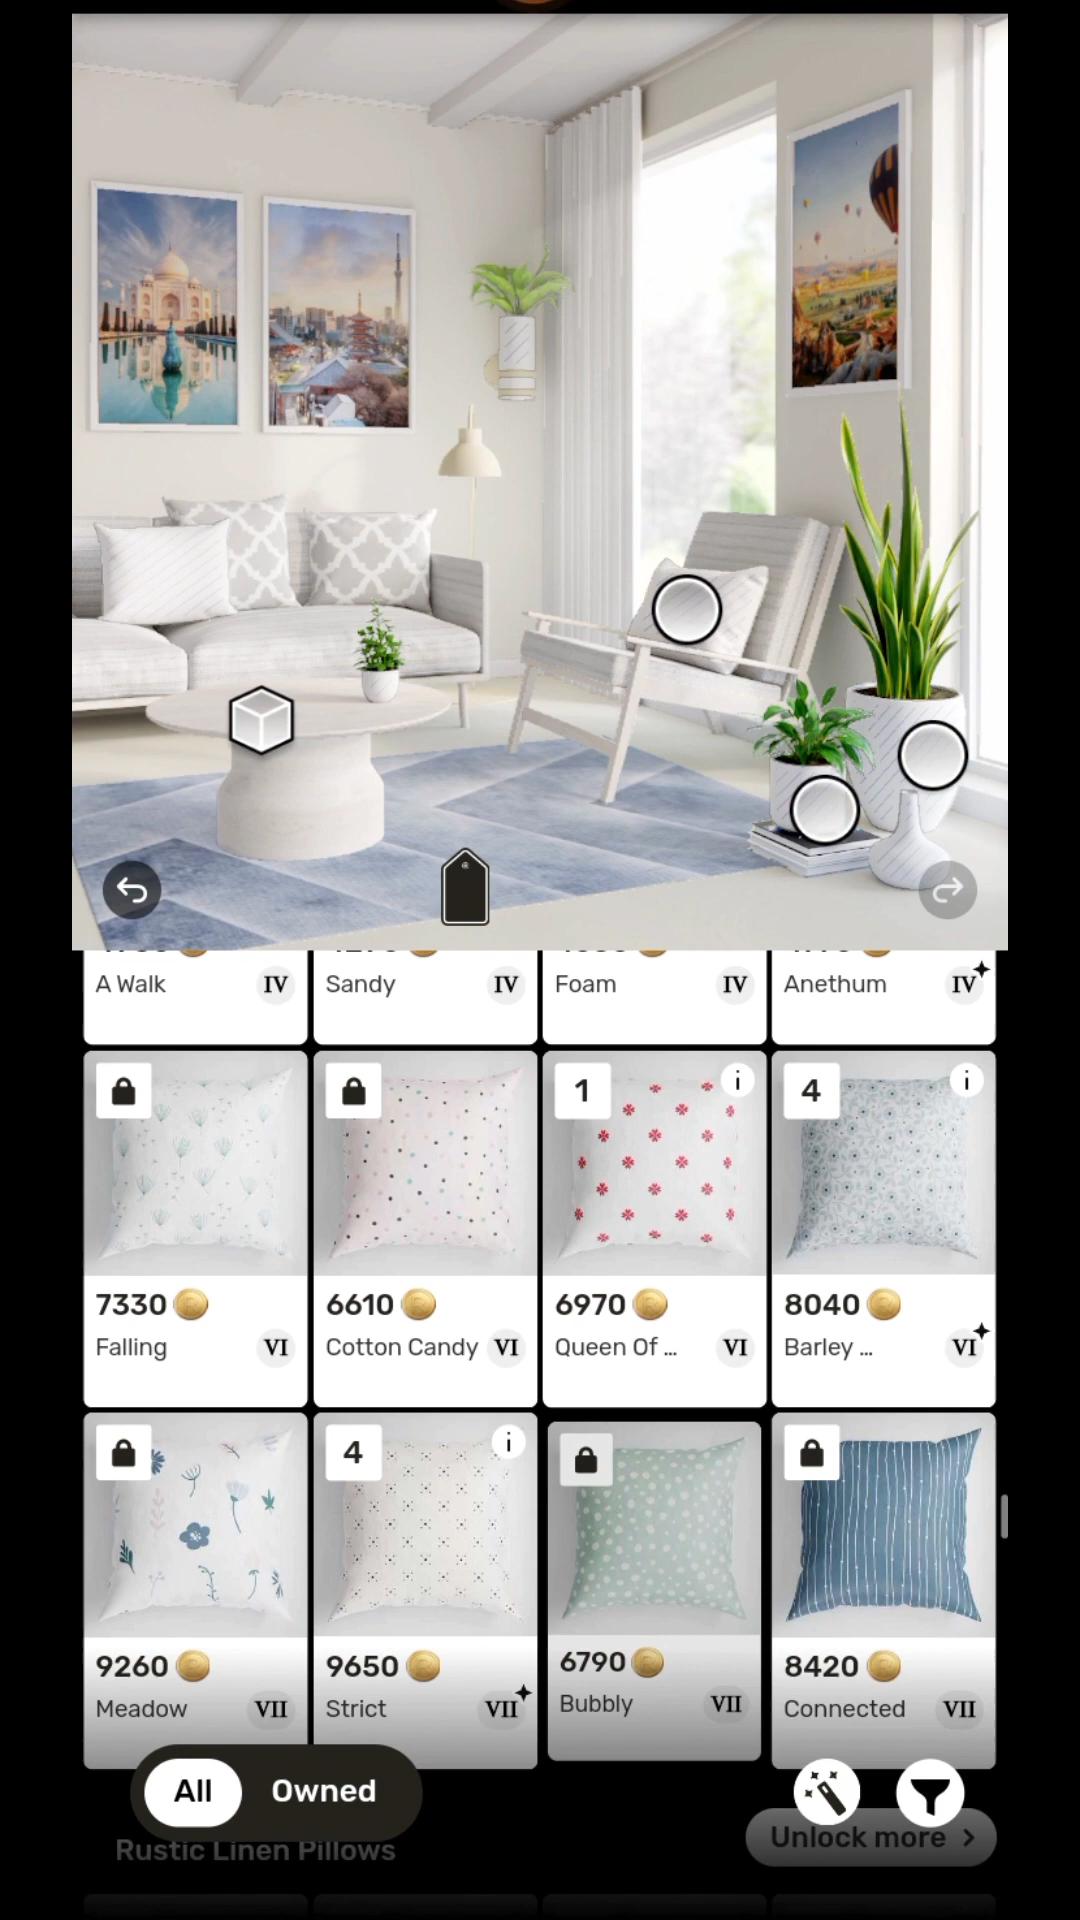 A Walk IV
Sandy IV
Foam IV
Anethum IV
1 i
4 i
7330
Falling VI
6610
Cotton Candy VI
6970
Queen Of ... VI
8040
Barley ... VI
4 i
9260
Meadow VII
9650
Strict VII
6790
Bubbly VII
8420
Connected VII
All Owned
Rustic Linen Pillows
Unlock more >